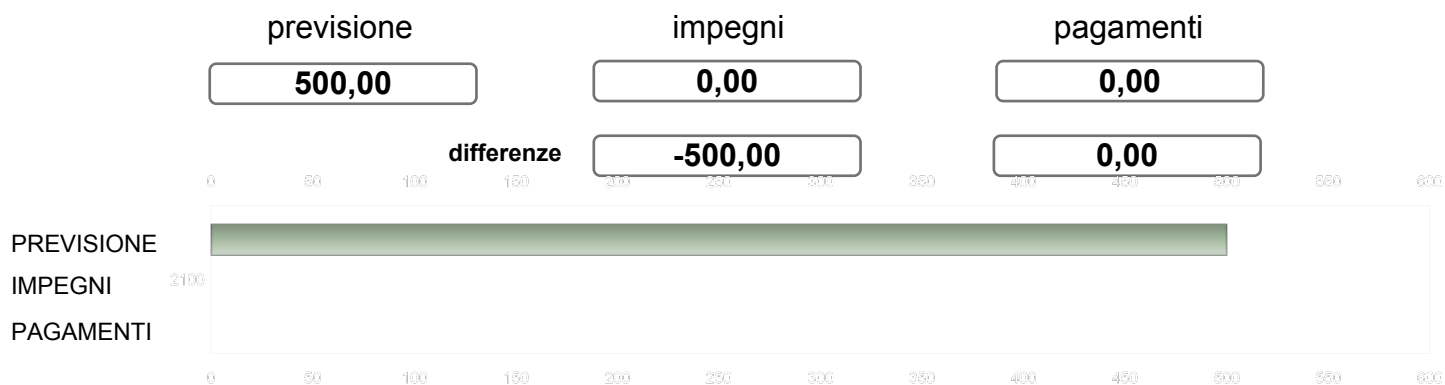 previsione impegni pagamenti
500,00 0,00 0,00
differenze -500,00 0,00
0 50 100 150 200 250 300 350 400 450 500 550 600
PREVISIONE
IMPEGNI 2100
PAGAMENTI
0 50 100 150 200 250 300 350 400 450 500 550 600